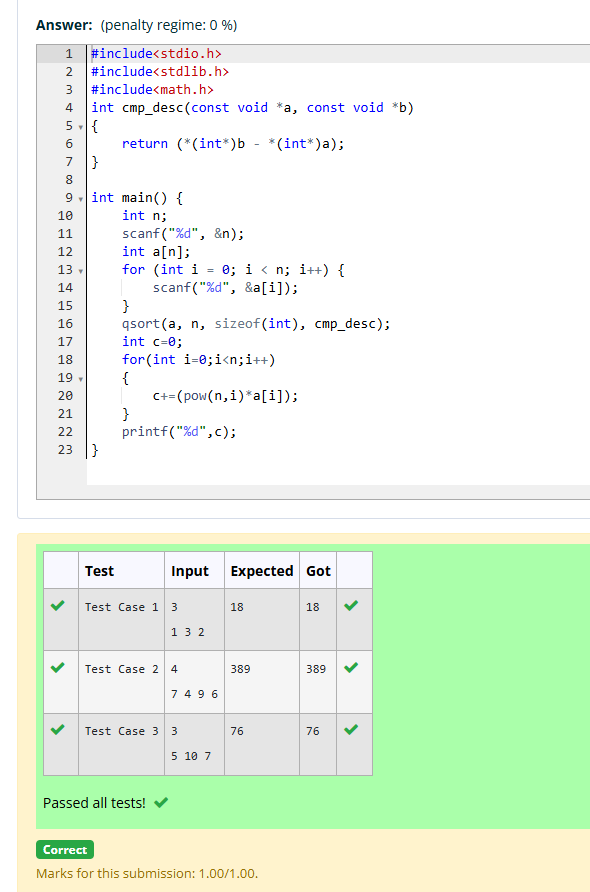 Answer: (penalty regime: 0 %)
1 #include<stdio.h>
2 #include<stdlib.h>
3 #include<math.h>
4 int cmp_desc(const void *a, const void *b)
5 {
6     return (*(int*)b - *(int*)a);
7 }
8
9 int main() {
10     int n;
11     scanf("%d", &n);
12     int a[n];
13     for (int i = 0; i < n; i++) {
14         scanf("%d", &a[i]);
15     }
16     qsort(a, n, sizeof(int), cmp_desc);
17     int c=0;
18     for(int i=0;i<n;i++)
19     {
20         c+=(pow(n,i)*a[i]);
21     }
22     printf("%d",c);
23 }
Test Input Expected Got
Test Case 1 3 18 18
1 3 2
Test Case 2 4 389 389
7 4 9 6
Test Case 3 3 76 76
5 10 7
Passed all tests!
Correct
Marks for this submission: 1.00/1.00.